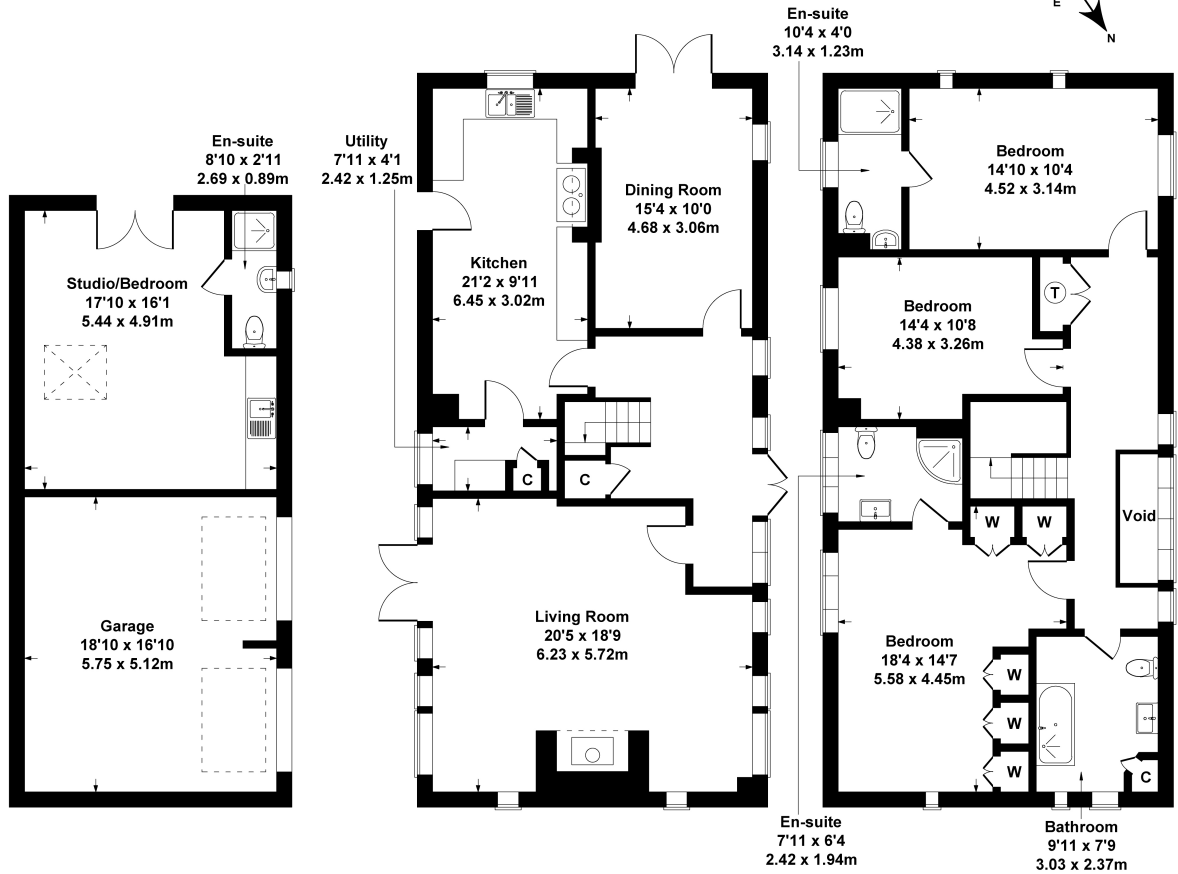 E
N
En-suite
10'4 x 4'0
3.14 x 1.23m
En-suite
8'10 x 2'11
2.69 x 0.89m
Utility
7'11 x 4'1
2.42 x 1.25m
Studio/Bedroom
17'10 x 16'1
5.44 x 4.91m
Garage
18'10 x 16'10
5.75 x 5.12m
Kitchen
21'2 x 9'11
6.45 x 3.02m
Dining Room
15'4 x 10'0
4.68 x 3.06m
C
C
Living Room
20'5 x 18'9
6.23 x 5.72m
Bedroom
14'10 x 10'4
4.52 x 3.14m
T
Bedroom
14'4 x 10'8
4.38 x 3.26m
W
W
Void
Bedroom
18'4 x 14'7
5.58 x 4.45m
W
W
W
C
En-suite
7'11 x 6'4
2.42 x 1.94m
Bathroom
9'11 x 7'9
3.03 x 2.37m